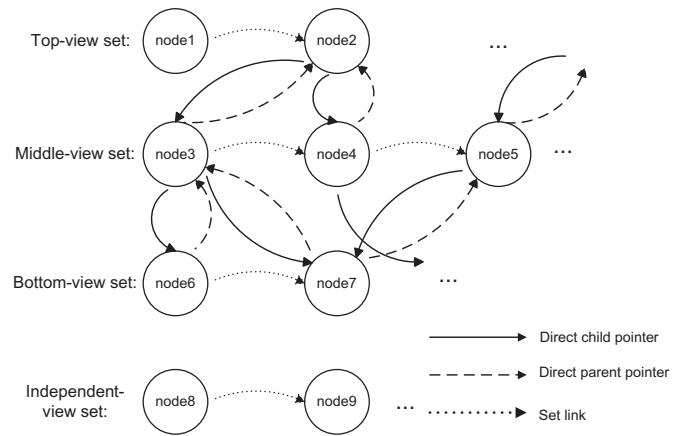 Top-view set: node1 node2 ...
Middle-view set: node3 node4 node5 ...
Bottom-view set: node6 node7 ...
Direct child pointer
Direct parent pointer
Independent-
view set: node8 node9 ...
Set link